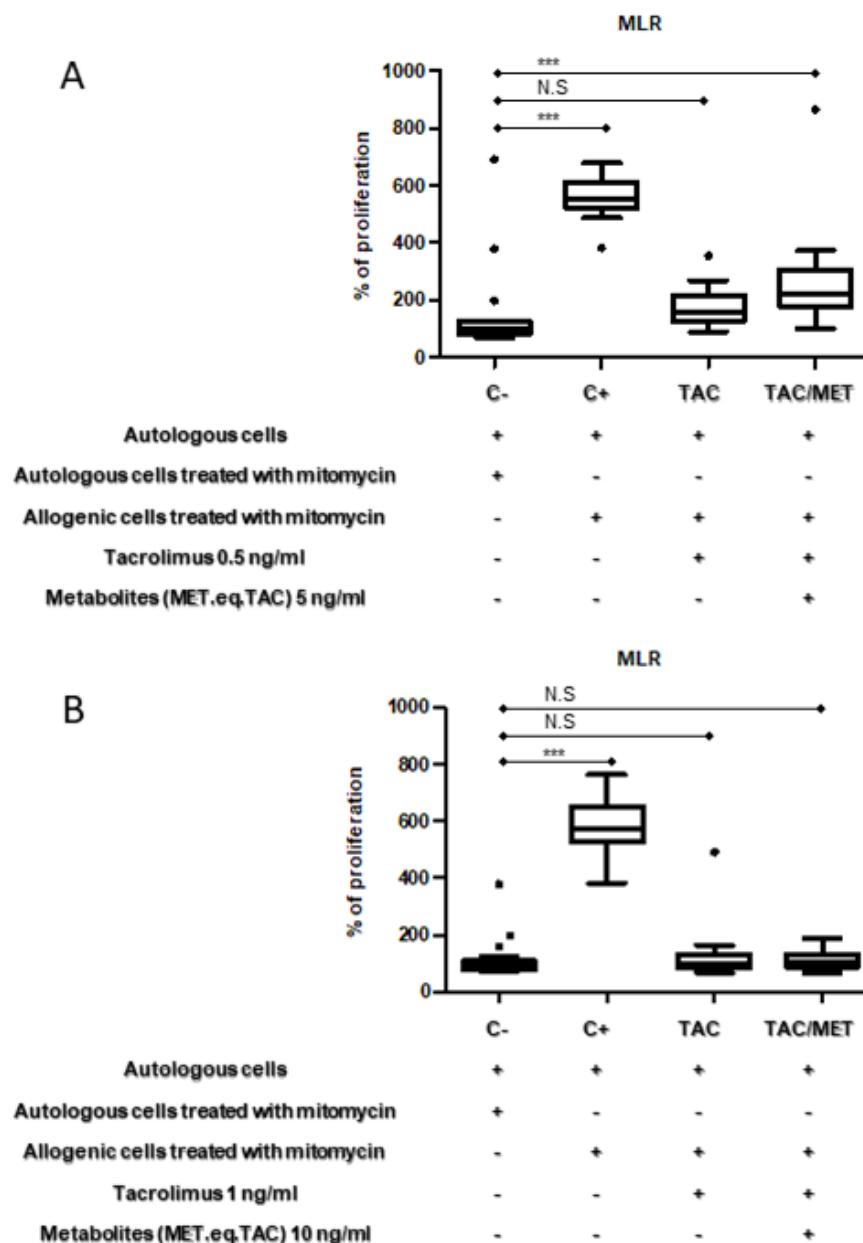 MLR
A
***
N.S
***
1000
800
600
400
200
0
% of proliferation
C- C+ TAC TAC/MET
Autologous cells + + + +
Autologous cells treated with mitomycin + - - -
Allogenic cells treated with mitomycin - + + +
Tacrolimus 0.5 ng/ml - - + +
Metabolites (MET.eq.TAC) 5 ng/ml - - - +
MLR
B
N.S
N.S
***
1000
800
600
400
200
0
% of proliferation
C- C+ TAC TAC/MET
Autologous cells + + + +
Autologous cells treated with mitomycin + - - -
Allogenic cells treated with mitomycin - + + +
Tacrolimus 1 ng/ml - - + +
Metabolites (MET.eq.TAC) 10 ng/ml - - - +